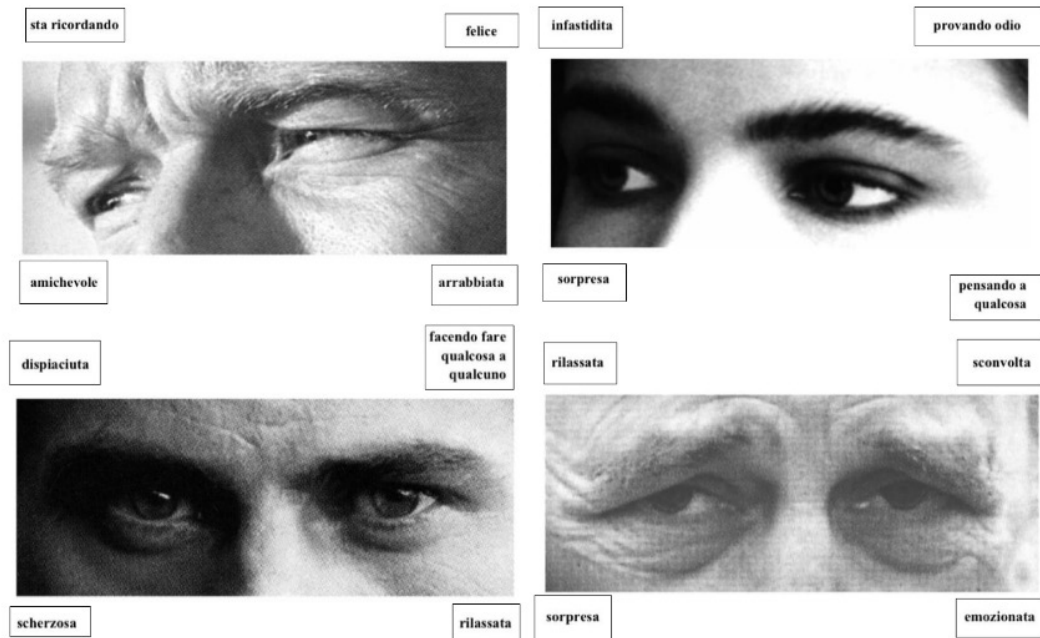 sta ricordando
felice
infastidita
provando odio
amichevole
arrabbiata
sorpresa
pensando a
qualcosa
dispiaciuta
facendo fare
qualcosa a
qualcuno
rilassata
sconvolta
scherzosa
rilassata
sorpresa
emozionata